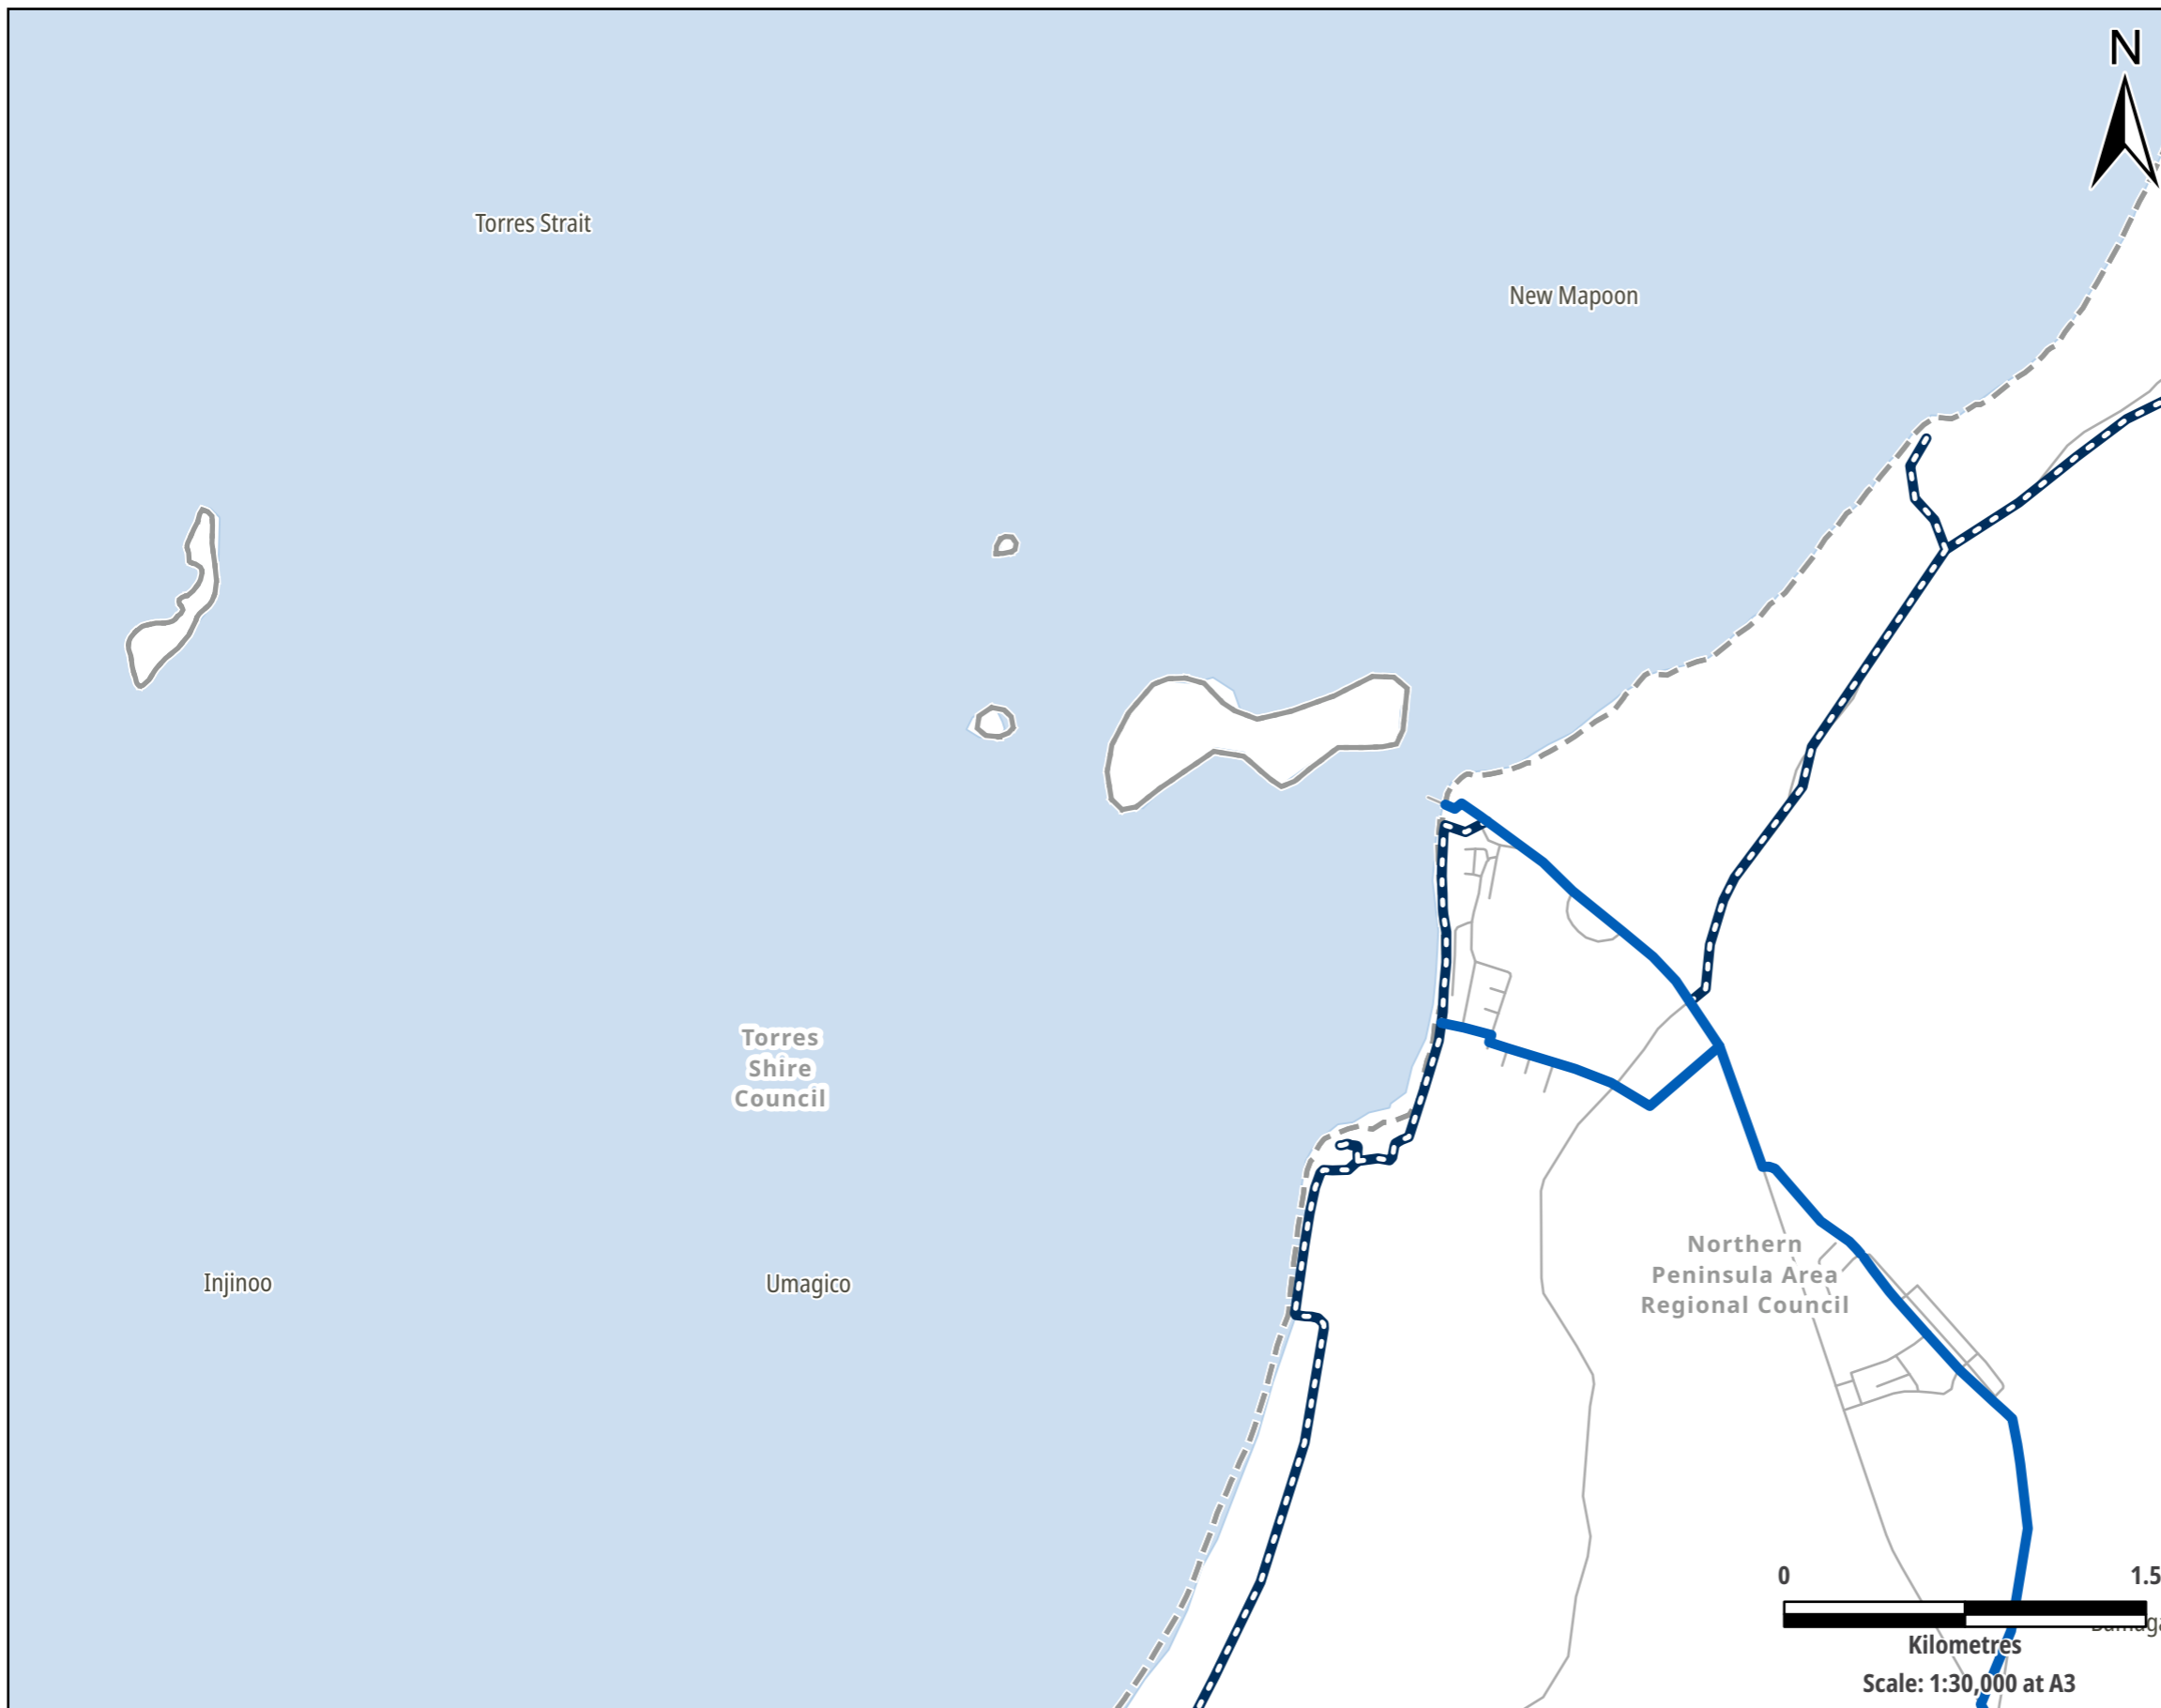 N
Torres Strait
New Mapoon
Torres
Shire
Council
Northern
Peninsula Area
Regional Council
Injinoo
Umagico
0 1.5
Kilometres
Scale: 1:30,000 at A3